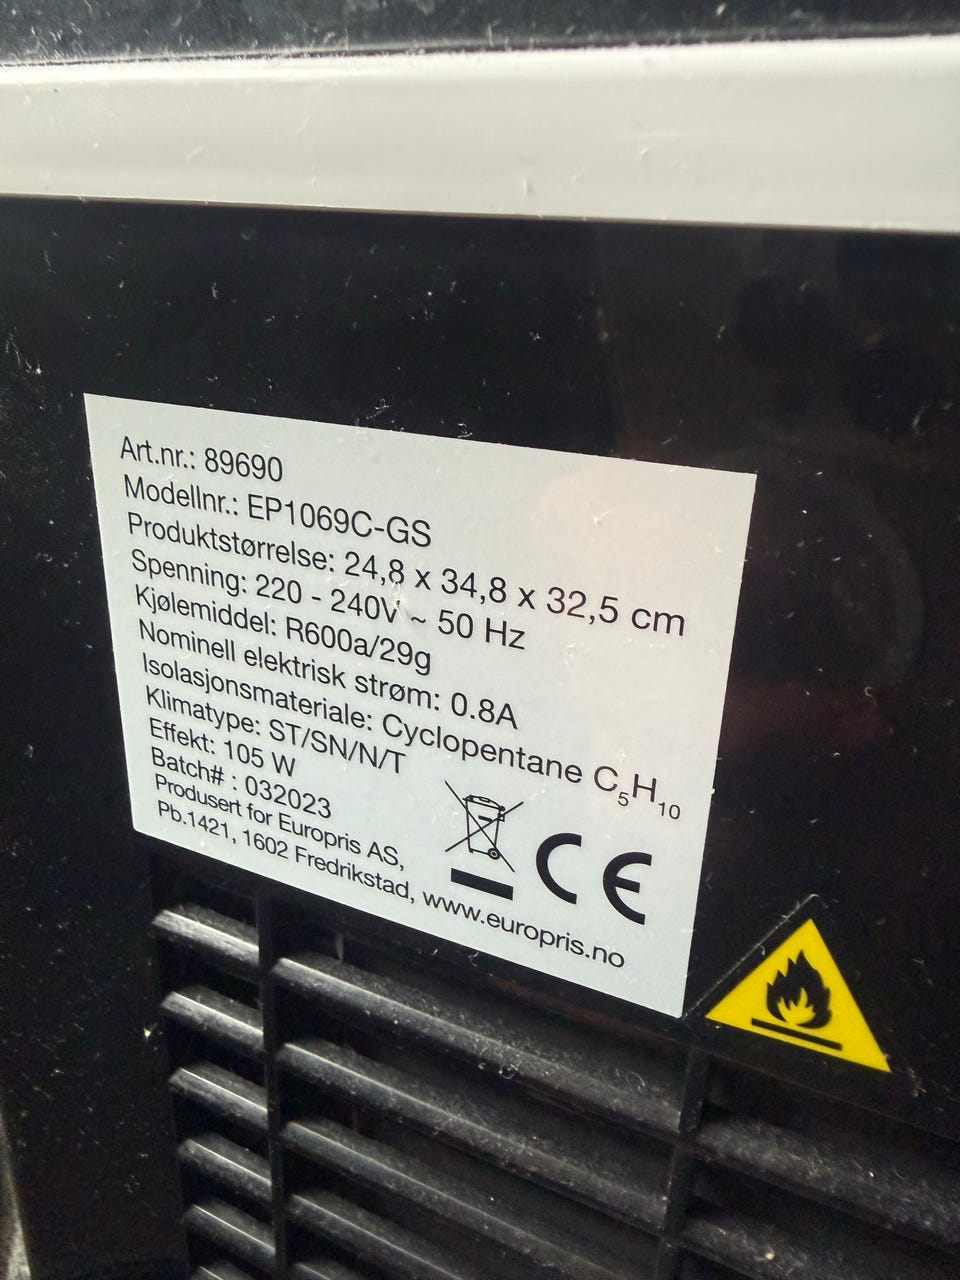 Art.nr.: 89690
Modellnr.: EP1069C-GS
Produktstørrelse: 24,8 x 34,8 x 32,5 cm
Spenning: 220 - 240V ~ 50 Hz
Kjølemiddel: R600a/29g
Nominell elektrisk strøm: 0.8A
Isolasjonsmateriale: Cyclopentane C₅H₁₀
Klimatype: ST/SN/N/T
Effekt: 105 W
Batch# : 032023
Produsert for Europris AS,
Pb.1421, 1602 Fredrikstad, www.europris.no
CE